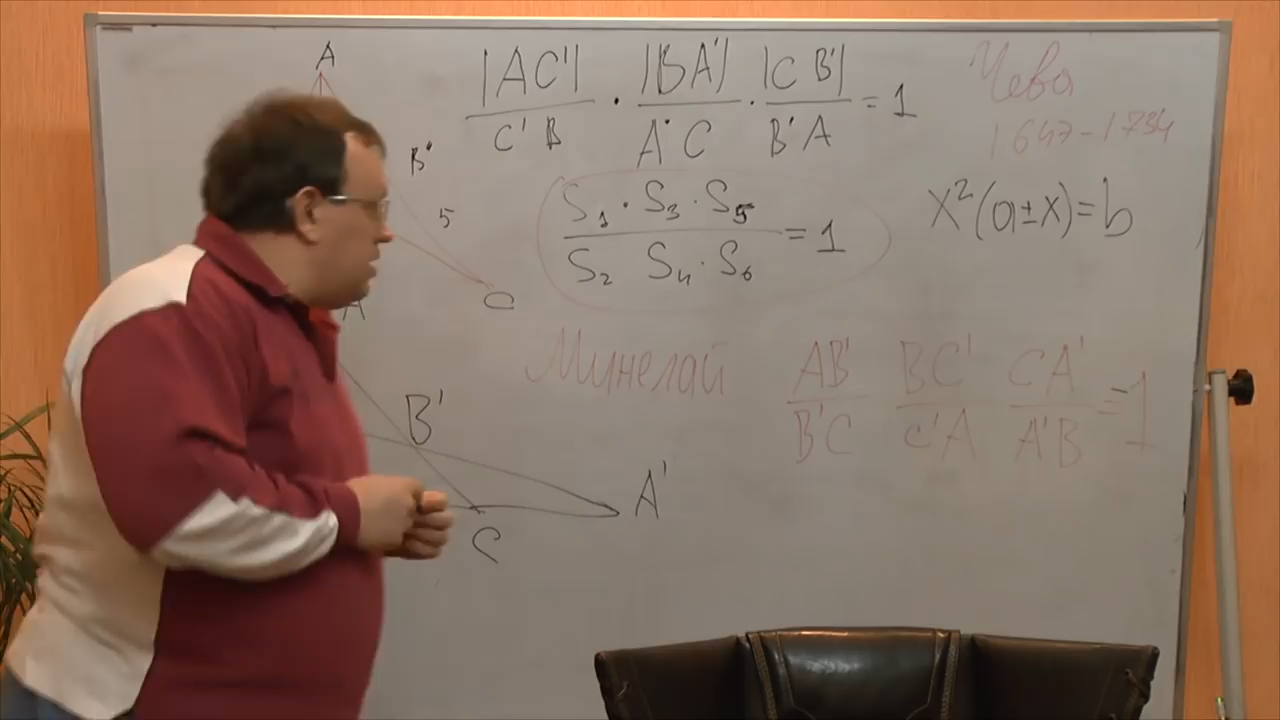 A
B'
5
C
A
B'
C
A'
|AC'| / C'B · |BA'| / A'C · |CB'| / B'A = 1
S₁ · S₃ · S₅ / S₂ S₄ · S₆ = 1
Чева
1647-1734
x²(a±x)=b
Минелай
AB' / B'C BC' / C'A CA' / A'B = 1